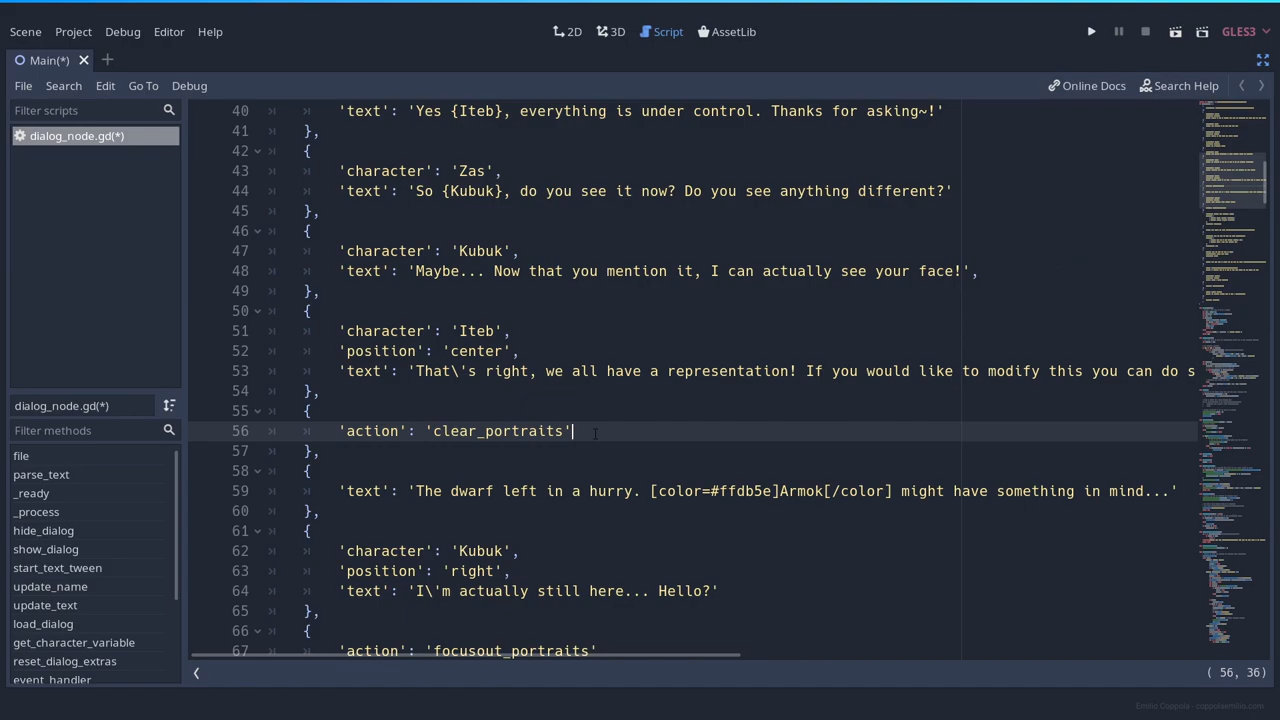 Scene Project Debug Editor Help 2D 3D Script AssetLib GLES3
Main(*)
File Search Edit Go To Debug Online Docs Search Help
Filter scripts
dialog_node.gd(*)
dialog_node.gd(*)
Filter methods
file
parse_text
_ready
_process
hide_dialog
show_dialog
start_text_tween
update_name
update_text
load_dialog
get_character_variable
reset_dialog_extras
event_handler
40 'text': 'Yes {Iteb}, everything is under control. Thanks for asking~!'
41 },
42 {
43 'character': 'Zas',
44 'text': 'So {Kubuk}, do you see it now? Do you see anything different?'
45 },
46 {
47 'character': 'Kubuk',
48 'text': 'Maybe... Now that you mention it, I can actually see your face!',
49 },
50 {
51 'character': 'Iteb',
52 'position': 'center',
53 'text': 'That\'s right, we all have a representation! If you would like to modify this you can do s
54 },
55 {
56 'action': 'clear_portraits'
57 },
58 {
59 'text': 'The dwarf left in a hurry. [color=#ffdb5e]Armok[/color] might have something in mind...'
60 },
61 {
62 'character': 'Kubuk',
63 'position': 'right',
64 'text': 'I\'m actually still here... Hello?'
65 },
66 {
67 'action': 'focusout_portraits'
( 56, 36)
Emilio Coppola - coppolaemilio.com